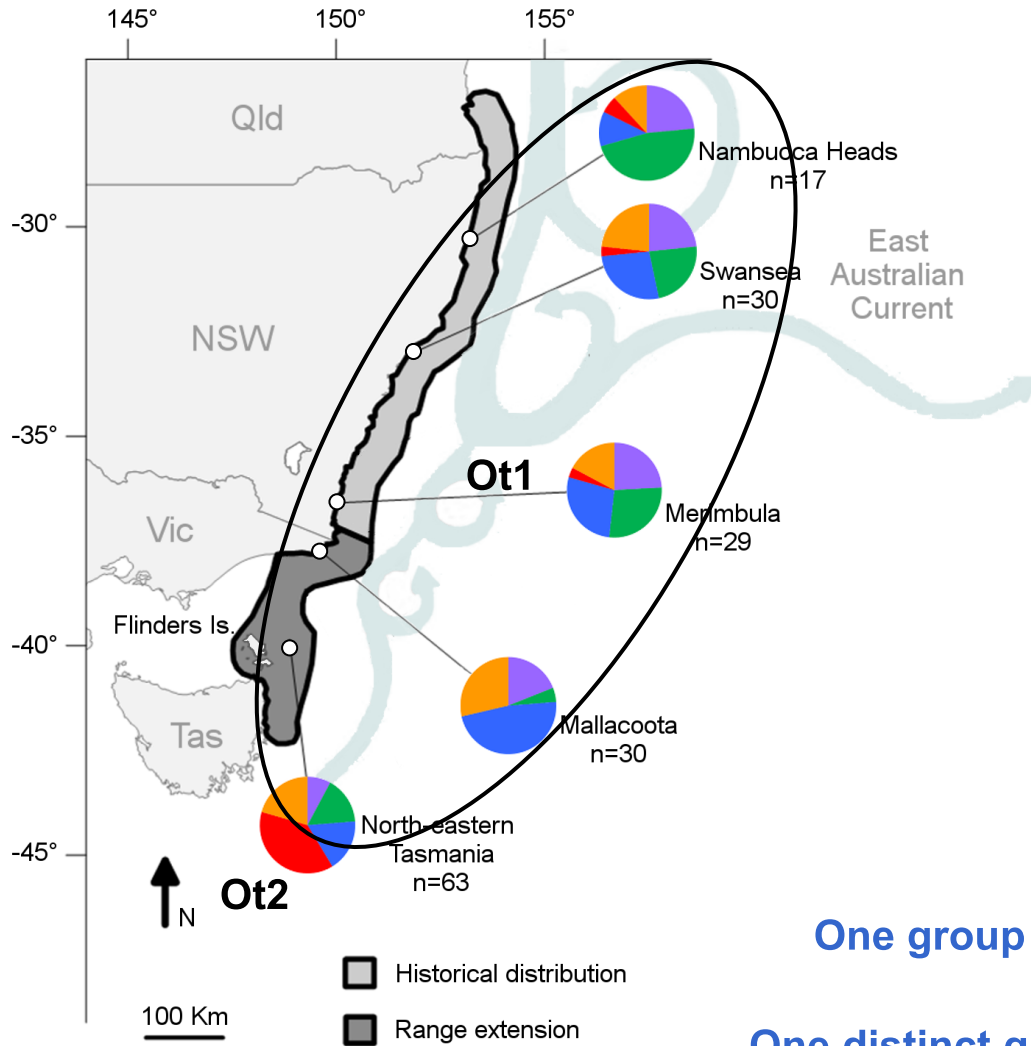 145°
150°
155°
Qld
Nambucca Heads
n=17
-30°
Swansea
n=30
East
Australian
Current
NSW
-35°
Ot1
Merimbula
n=29
Vic
Flinders Is.
-40°
Mallacoota
n=30
Tas
North-eastern
Tasmania
n=63
-45°
Ot2
N
One group
Historical distribution
100 Km
Range extension
One distinct